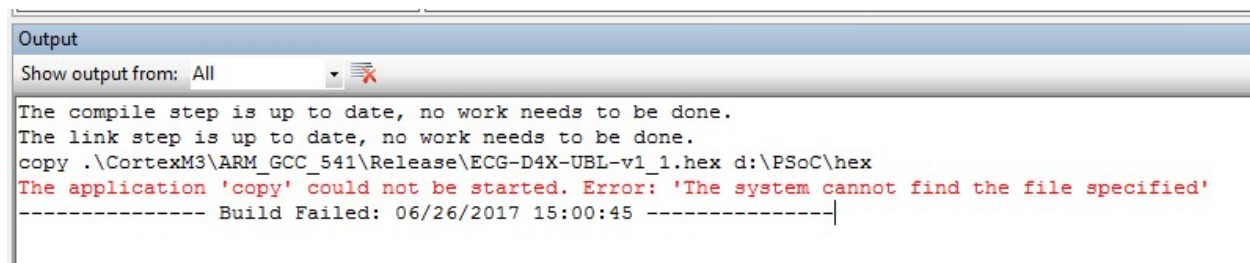 Output
Show output from: All
The compile step is up to date, no work needs to be done.
The link step is up to date, no work needs to be done.
copy .\CortexM3\ARM_GCC_541\Release\ECG-D4X-UBL-v1_1.hex d:\PSoC\hex
The application 'copy' could not be started. Error: 'The system cannot find the file specified'
--------------- Build Failed: 06/26/2017 15:00:45 ---------------